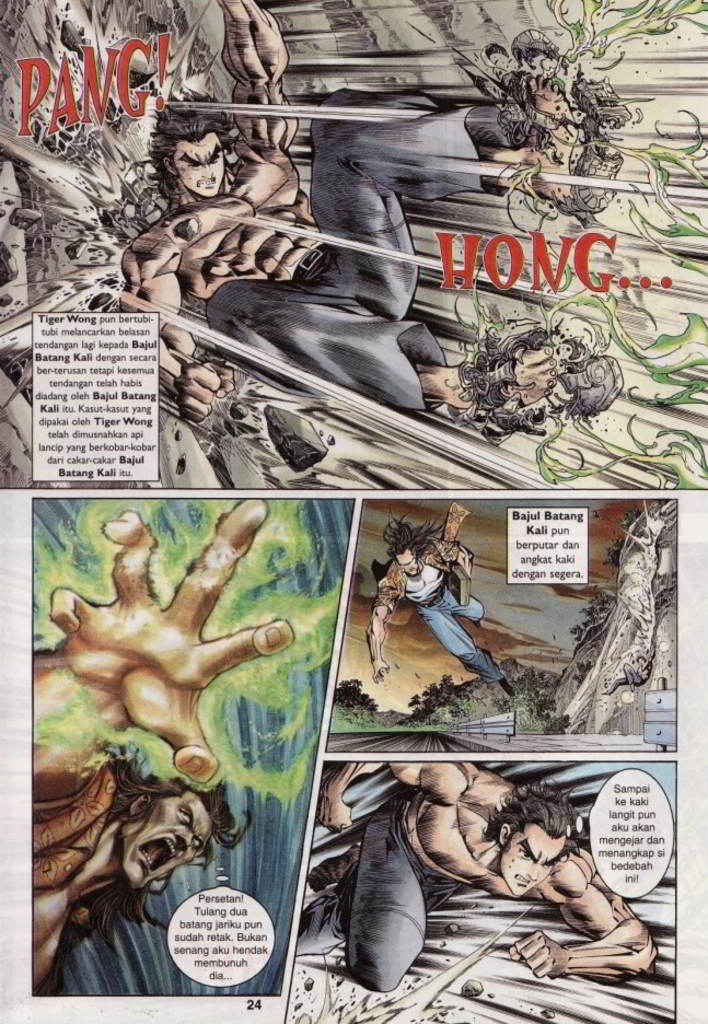 PANG!
HONG...
Tiger Wong pun bertubi-
tubi melancarkan belasan
tendangan lagi kepada Bajul
Batang Kali dengan secara
ber-terusan tetapi kesemua
tendangan telah habis
diadang oleh Bajul Batang
Kali itu. Kasut-kasut yang
dipakai oleh Tiger Wong
telah dimusnahkan api
lancip yang berkobar-kobar
dari cakar-cakar Bajul
Batang Kali itu.
Persetan!
Tulang dua
batang jariku pun
sudah retak. Bukan
senang aku hendak
membunuh
dia...
Bajul Batang
Kali pun
berputar dan
angkat kaki
dengan segera.
Sampai
ke kaki
langit pun
aku akan
mengejar dan
menangkap si
bedebah
ini!
24